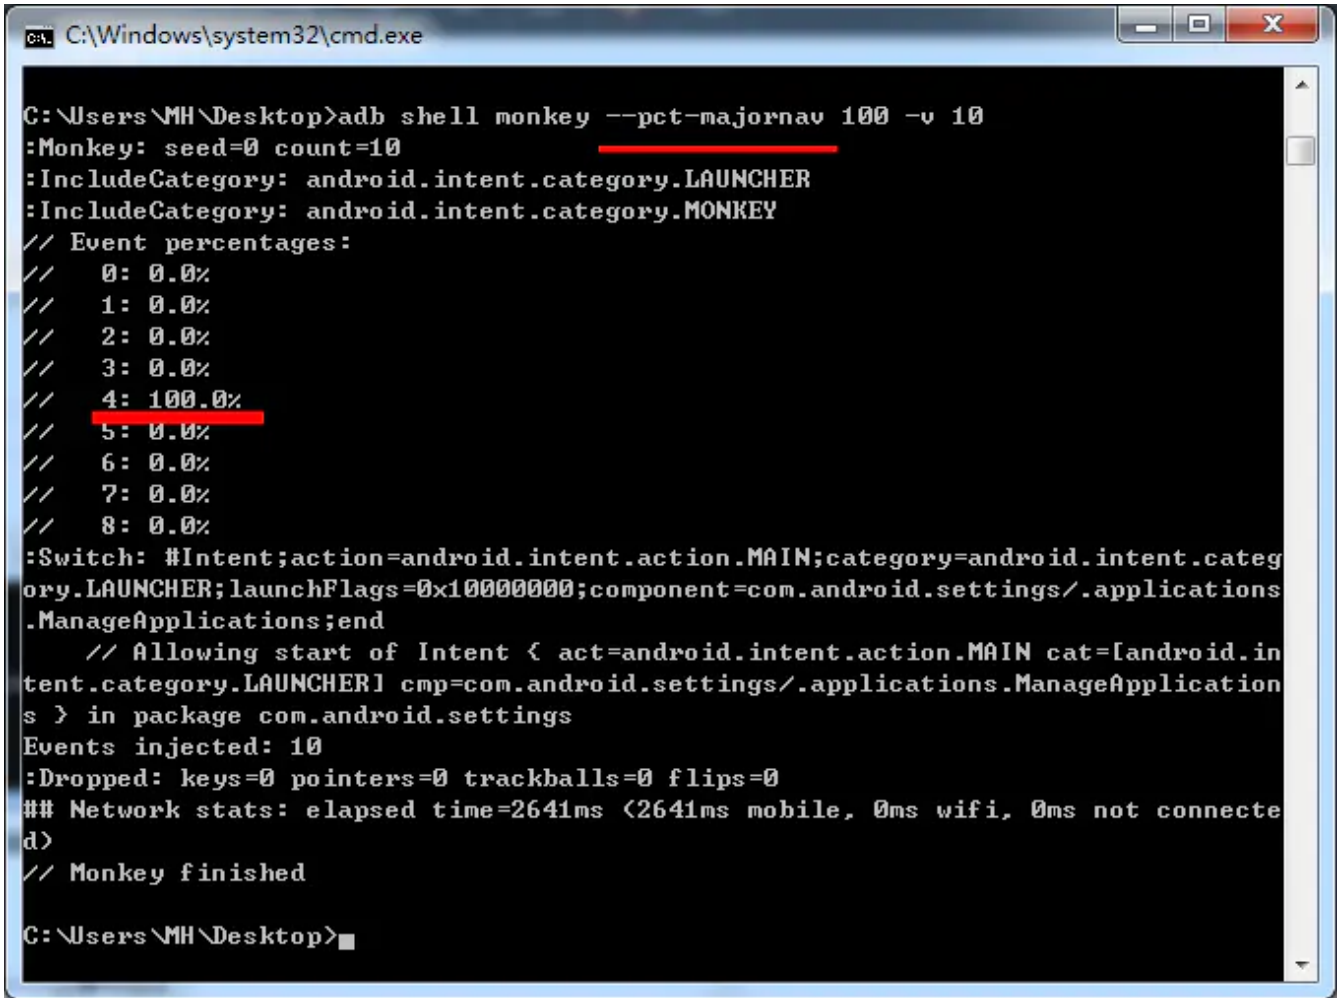 C:\Windows\system32\cmd.exe
C:\Users\MH\Desktop>adb shell monkey --pct-majornav 100 -v 10
:Monkey: seed=0 count=10
:IncludeCategory: android.intent.category.LAUNCHER
:IncludeCategory: android.intent.category.MONKEY
// Event percentages:
//   0: 0.0%
//   1: 0.0%
//   2: 0.0%
//   3: 0.0%
//   4: 100.0%
//   5: 0.0%
//   6: 0.0%
//   7: 0.0%
//   8: 0.0%
:Switch: #Intent;action=android.intent.action.MAIN;category=android.intent.categ
ory.LAUNCHER;launchFlags=0x10000000;component=com.android.settings/.applications
.ManageApplications;end
    // Allowing start of Intent { act=android.intent.action.MAIN cat=[android.in
tent.category.LAUNCHER] cmp=com.android.settings/.applications.ManageApplication
s } in package com.android.settings
Events injected: 10
:Dropped: keys=0 pointers=0 trackballs=0 flips=0
## Network stats: elapsed time=2641ms (2641ms mobile, 0ms wifi, 0ms not connecte
d)
// Monkey finished
C:\Users\MH\Desktop>